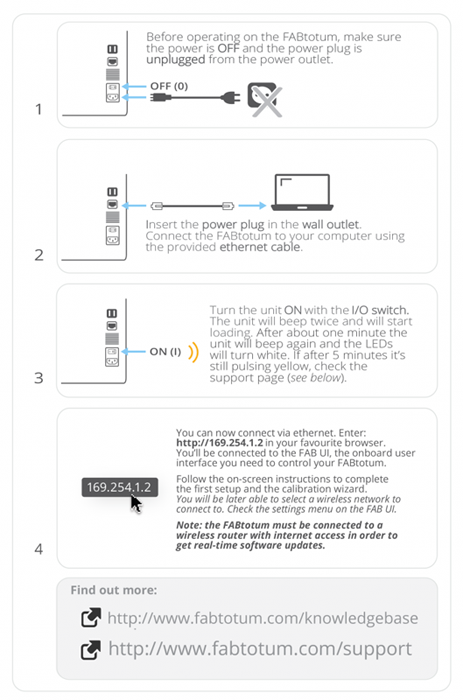 Before operating on the FABtotum, make sure
the power is OFF and the power plug is
unplugged from the power outlet.
OFF (0)
1
Insert the power plug in the wall outlet.
Connect the FABtotum to your computer using
the provided ethernet cable.
2
Turn the unit ON with the I/O switch.
The unit will beep twice and will start
loading. After about one minute the
unit will beep again and the LEDs
will turn white. If after 5 minutes it's
still pulsing yellow, check the
support page (see below).
ON (I)
3
You can now connect via ethernet. Enter:
http://169.254.1.2 in your favourite browser.
You'll be connected to the FAB UI, the onboard user
interface you need to control your FABtotum.
Follow the on-screen instructions to complete
the first setup and the calibration wizard.
You will be later able to select a wireless network to
connect to. Check the settings menu on the FAB UI.
Note: the FABtotum must be connected to a
wireless router with internet access in order to
get real-time software updates.
169.254.1.2
4
Find out more:
http://www.fabtotum.com/knowledgebase
http://www.fabtotum.com/support